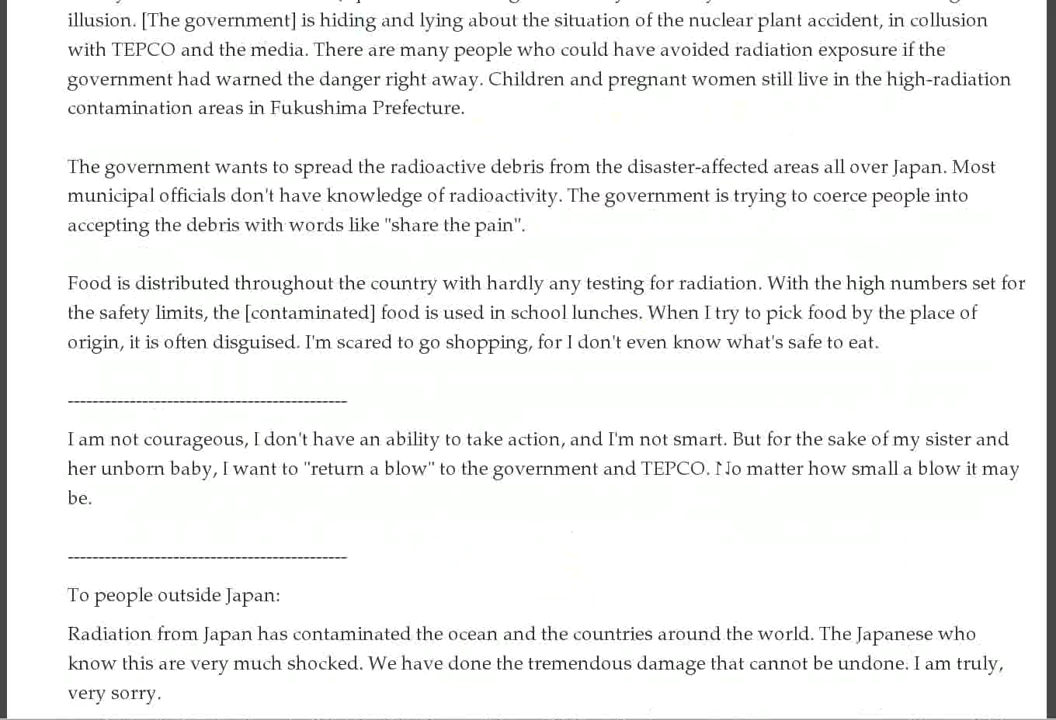 illusion. [The government] is hiding and lying about the situation of the nuclear plant accident, in collusion
with TEPCO and the media. There are many people who could have avoided radiation exposure if the
government had warned the danger right away. Children and pregnant women still live in the high-radiation
contamination areas in Fukushima Prefecture.
The government wants to spread the radioactive debris from the disaster-affected areas all over Japan. Most
municipal officials don't have knowledge of radioactivity. The government is trying to coerce people into
accepting the debris with words like "share the pain".
Food is distributed throughout the country with hardly any testing for radiation. With the high numbers set for
the safety limits, the [contaminated] food is used in school lunches. When I try to pick food by the place of
origin, it is often disguised. I'm scared to go shopping, for I don't even know what's safe to eat.
---------------------------------------------
I am not courageous, I don't have an ability to take action, and I'm not smart. But for the sake of my sister and
her unborn baby, I want to "return a blow" to the government and TEPCO. No matter how small a blow it may
be.
---------------------------------------------
To people outside Japan:
Radiation from Japan has contaminated the ocean and the countries around the world. The Japanese who
know this are very much shocked. We have done the tremendous damage that cannot be undone. I am truly,
very sorry.